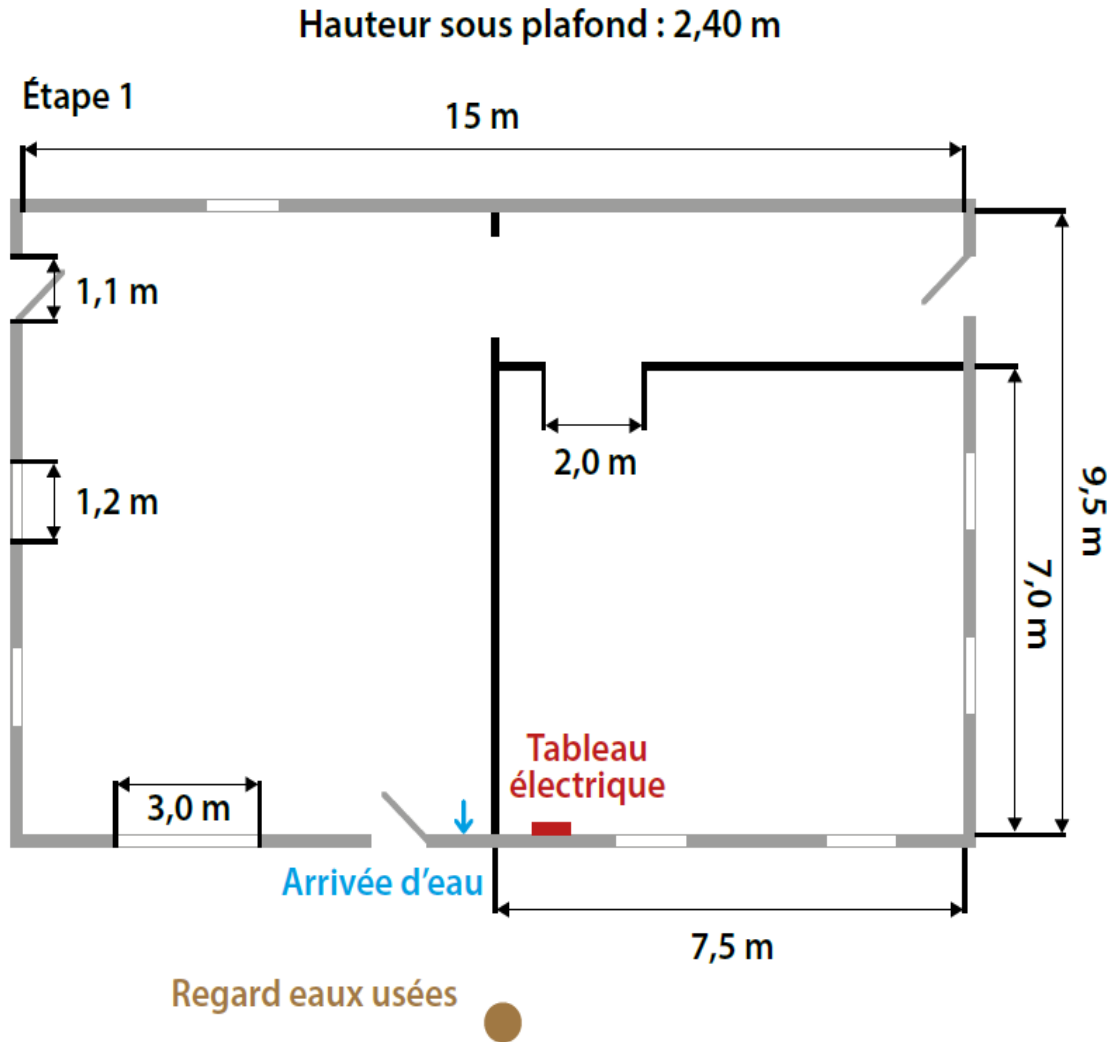 Hauteur sous plafond : 2,40 m
Étape 1
15 m
1,1 m
2,0 m
1,2 m
9,5 m
7,0 m
Tableau
électrique
3,0 m
Arrivée d’eau
7,5 m
Regard eaux usées